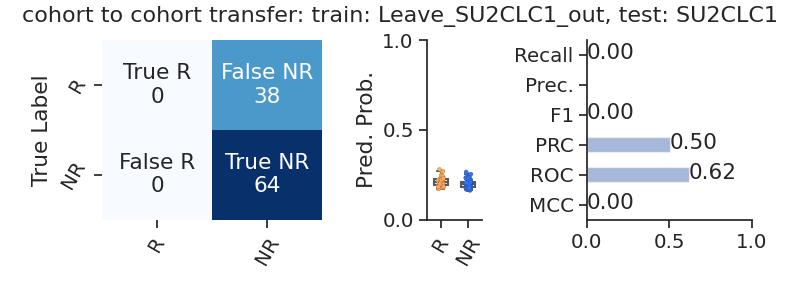 cohort to cohort transfer: train: Leave_SU2CLC1_out, test: SU2CLC1
True Label
R
NR
True R
0
False NR
38
False R
0
True NR
64
R
NR
Pred. Prob.
1.0
0.5
0.0
R
NR
Recall
0.00
Prec.
F1
0.00
PRC
0.50
ROC
0.62
MCC
0.00
0.0
0.5
1.0